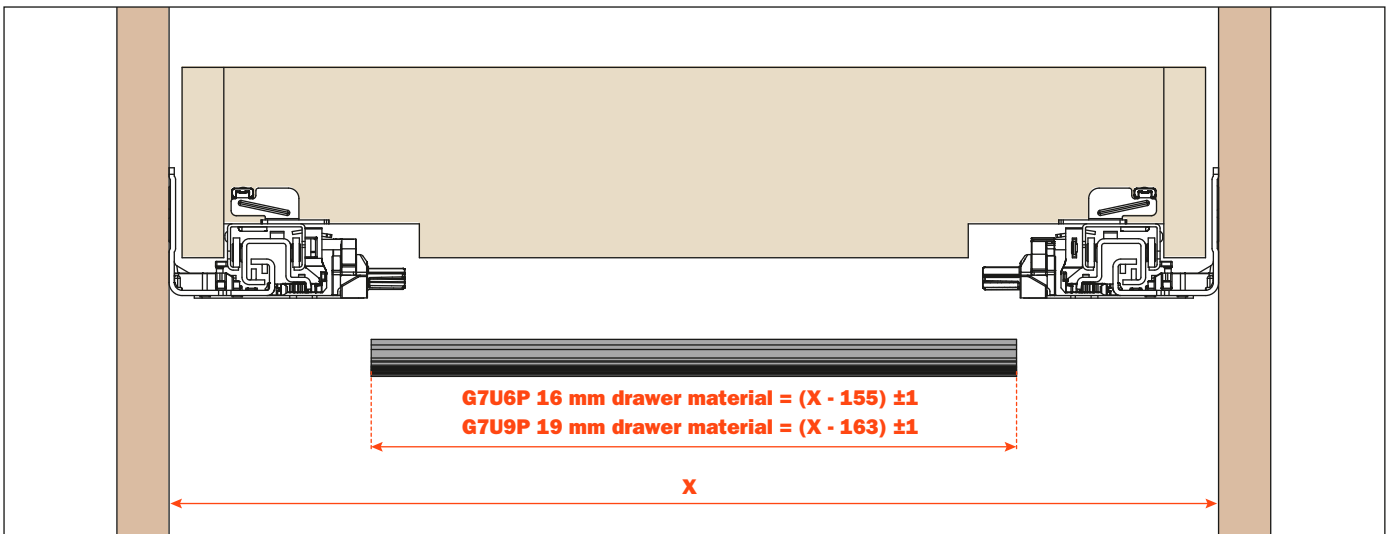 G7U6P 16 mm drawer material = (X - 155) ±1
G7U9P 19 mm drawer material = (X - 163) ±1
X